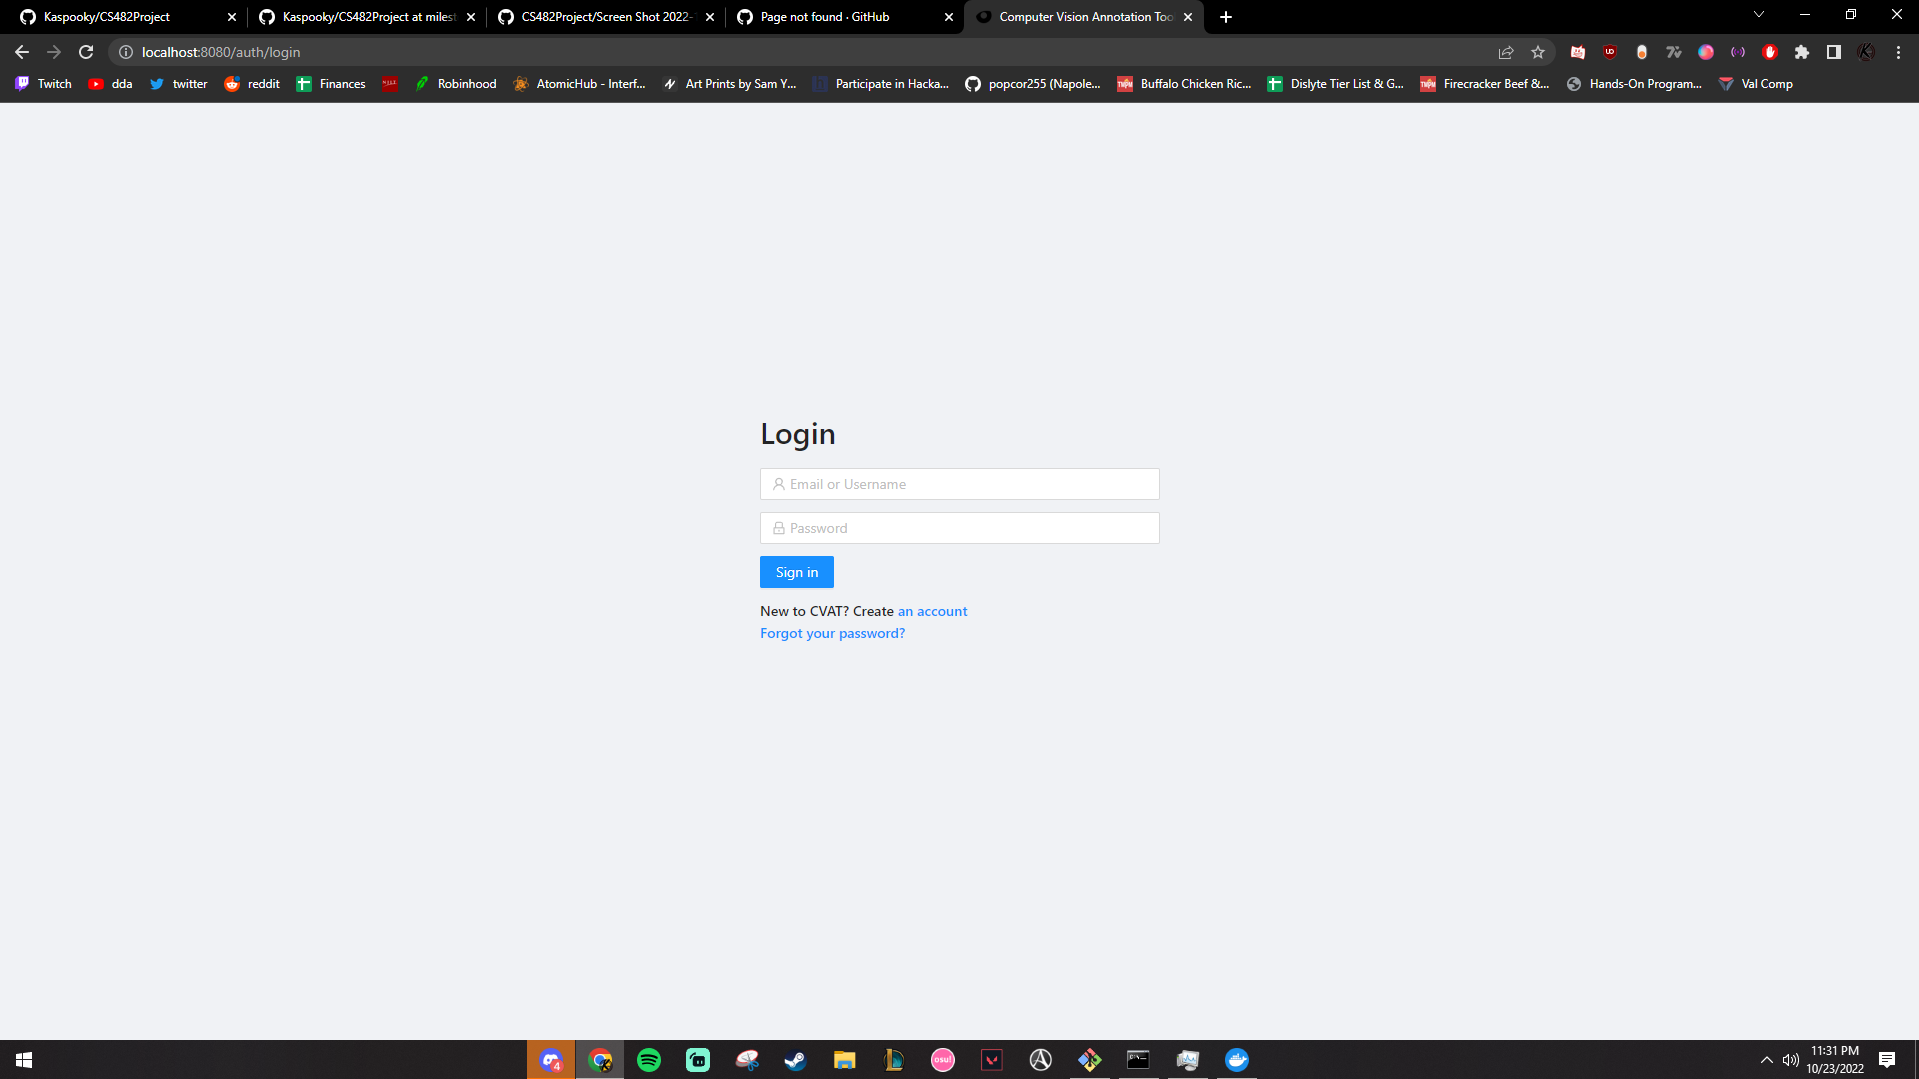 Kaspooky/CS482Project
Kaspooky/CS482Project at milest
CS482Project/Screen Shot 2022-
Page not found · GitHub
Computer Vision Annotation Too
localhost:8080/auth/login
Twitch
dda
twitter
reddit
Finances
Robinhood
AtomicHub - Interf...
Art Prints by Sam Y...
Participate in Hacka...
popcor255 (Napole...
Buffalo Chicken Ric...
Dislyte Tier List & G...
Firecracker Beef &...
Hands-On Program...
Val Comp
Login
Email or Username
Password
Sign in
New to CVAT? Create an account
Forgot your password?
4
osu!
11:31 PM
10/23/2022